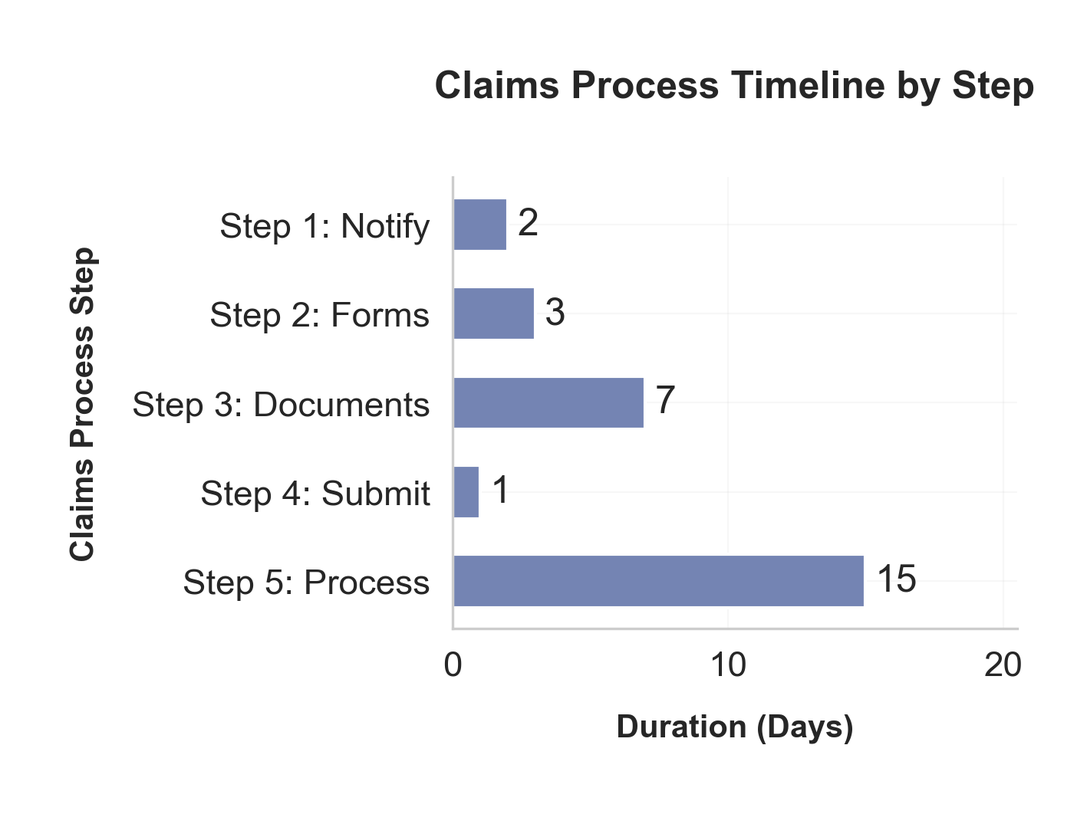 Claims Process Timeline by Step
Claims Process Step
Step 1: Notify
2
Step 2: Forms
3
Step 3: Documents
7
Step 4: Submit
1
Step 5: Process
15
0
10
20
Duration (Days)